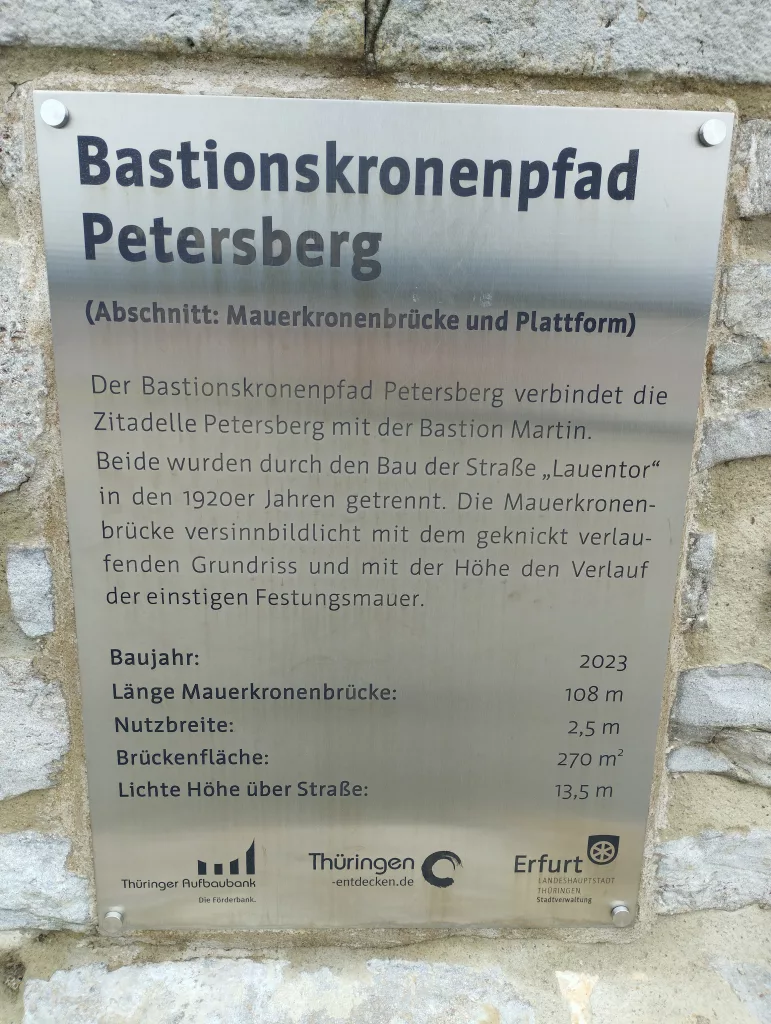 Bastionskronenpfad
Petersberg
(Abschnitt: Mauerkronenbrücke und Plattform)
Der Bastionskronenpfad Petersberg verbindet die
Zitadelle Petersberg mit der Bastion Martin.
Beide wurden durch den Bau der Straße „Lauentor“
in den 1920er Jahren getrennt. Die Mauerkronen-
brücke versinnbildlicht mit dem geknickt verlau-
fenden Grundriss und mit der Höhe den Verlauf
der einstigen Festungsmauer.
Baujahr: 2023
Länge Mauerkronenbrücke: 108 m
Nutzbreite: 2,5 m
Brückenfläche: 270 m²
Lichte Höhe über Straße: 13,5 m
Thüringer Aufbaubank
Die Förderbank.
Thüringen
-entdecken.de
Erfurt
LANDESHAUPTSTADT
THÜRINGEN
Stadtverwaltung